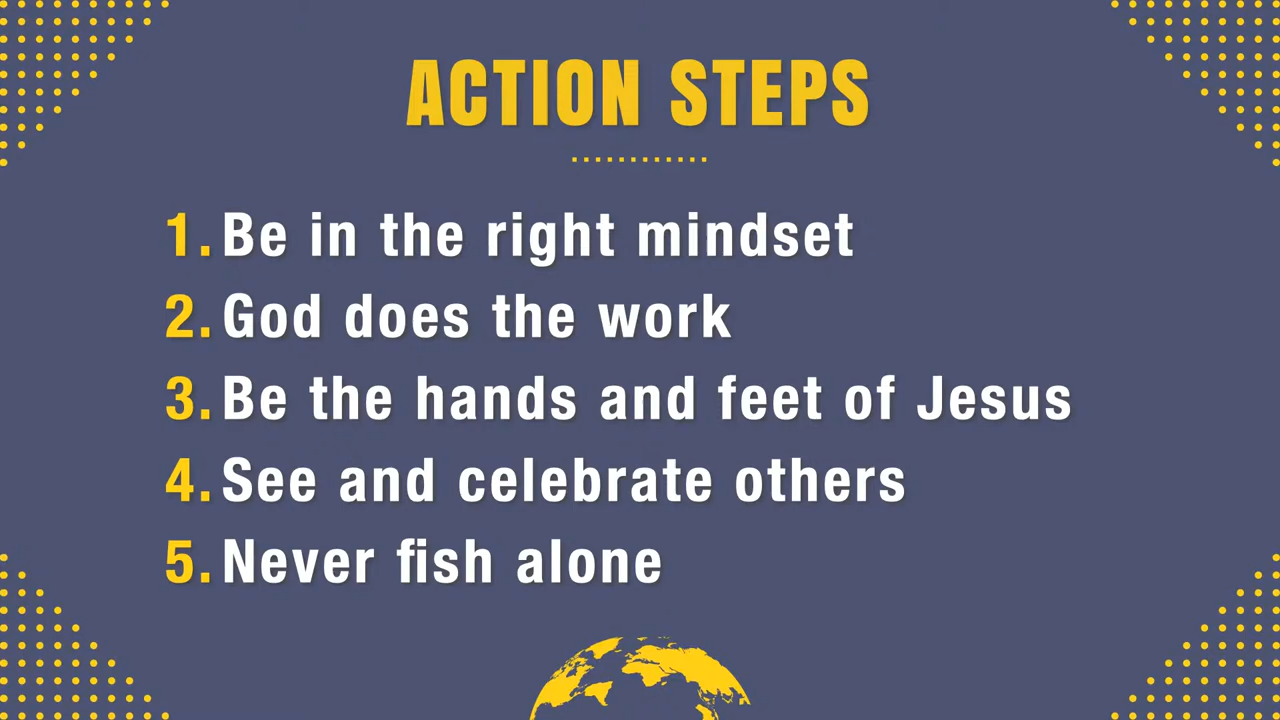 ACTION STEPS
1. Be in the right mindset
2. God does the work
3. Be the hands and feet of Jesus
4. See and celebrate others
5. Never fish alone